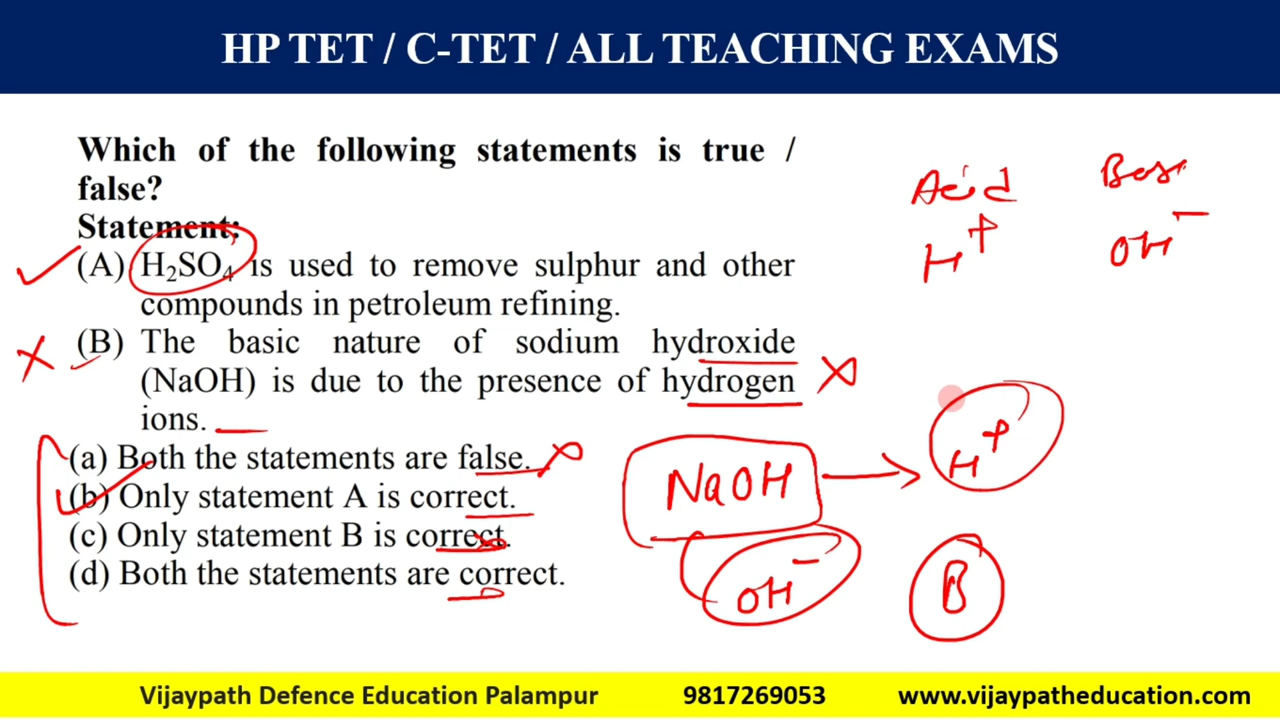 HP TET / C-TET / ALL TEACHING EXAMS
Which of the following statements is true /
false?
Statement;
(A) H₂SO₄ is used to remove sulphur and other
compounds in petroleum refining.
(B) The basic nature of sodium hydroxide
(NaOH) is due to the presence of hydrogen
ions.
(a) Both the statements are false.
(b) Only statement A is correct.
(c) Only statement B is correct.
(d) Both the statements are correct.
Acid
H⁺
Base
OH⁻
NaOH → H⁺
OH⁻
B
Vijaypath Defence Education Palampur 9817269053 www.vijaypatheducation.com